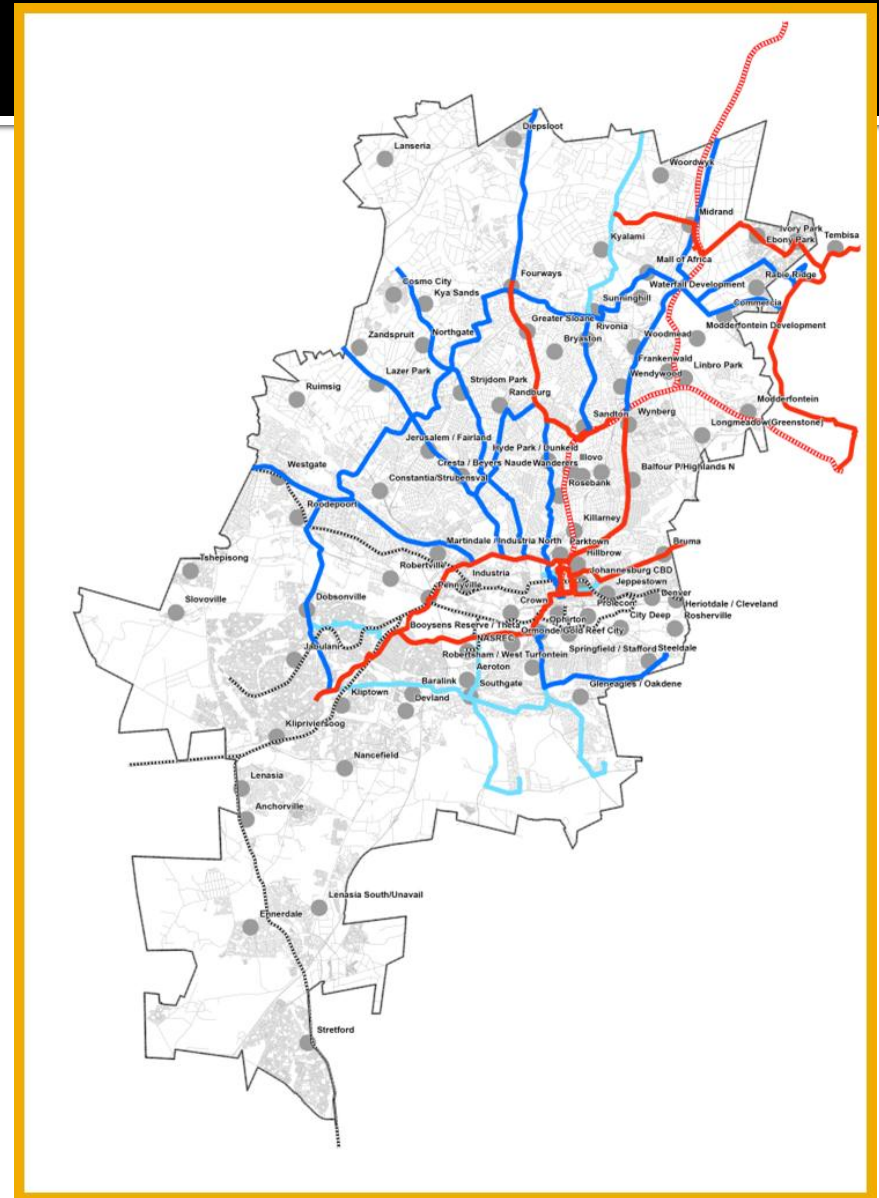 Diepsloot
Lanseria
Woordwyk
Midrand
Ivory Park
Ebony Park
Tembisa
Kyalami
Mall of Africa
Rabie Ridge
Fourways
Waterfall Development
Cosmo City
Kya Sands
Sunninghill
Commercia
Greater Sloane
Rivonia
Modderfontein Development
Zandspruit
Northgate
Bryaston
Woodmead
Frankenwald
Linbro Park
Lazer Park
Wendywood
Ruimsig
Strijdom Park
Randburg
Modderfontein
Sandton
Wynberg
Longmeadow(Greenstone)
Jerusalem / Fairland
Hyde Park / Dunkeld
Illovo
Westgate
Cresta / Beyers Naude
Wanderers
Balfour P/Highlands N
Constantia/Strubensval
Rosebank
Roodepoort
Killarney
Martindale / Industria North
Parktown
Bruma
Hillbrow
Tshepisong
Robertville
Industria
Johannesburg CBD
Pennyville
Jeppestown
Slovoville
Dobsonville
Crown
Prolecon
Denver
Heriotdale / Cleveland
Ophirton
City Deep
Rosherville
Booysens Reserve / Theta
Ormonde/Gold Reef City
NASREC
Jabulani
Robertsham / West Turfontein
Springfield / Stafford
Steeldale
Aeroton
Baralink
Southgate
Gleneagles / Oakdene
Kliptown
Devland
Klipriviersoog
Nancefield
Lenasia
Anchorville
Lenasia South/Unavail
Ennerdale
Stretford